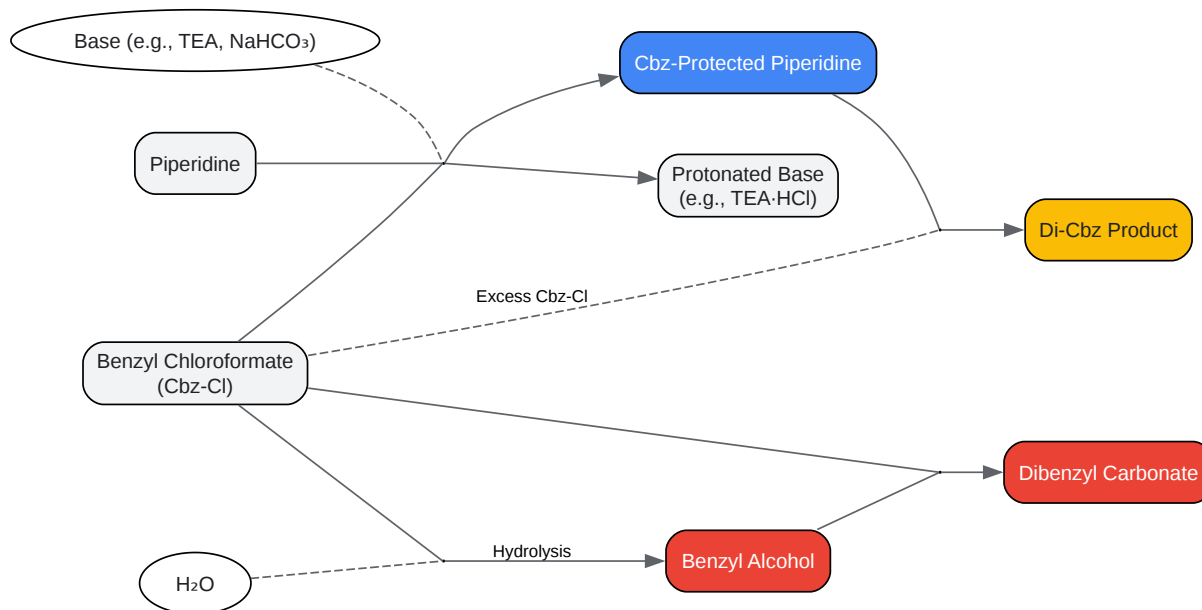 Base (e.g., TEA, NaHCO₃)
Cbz-Protected Piperidine
Piperidine
Protonated Base
(e.g., TEA·HCl)
Di-Cbz Product
Excess Cbz-Cl
Benzyl Chloroformate
(Cbz-Cl)
Dibenzyl Carbonate
Hydrolysis
Benzyl Alcohol
H₂O